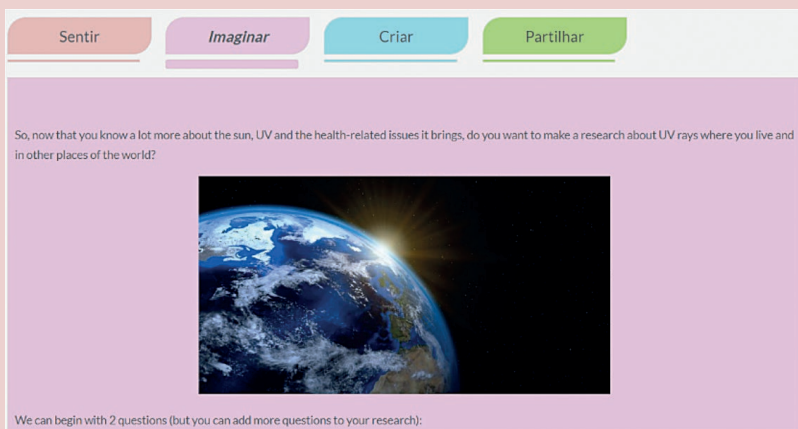 Sentir
Imaginar
Criar
Partilhar
So, now that you know a lot more about the sun, UV and the health-related issues it brings, do you want to make a research about UV rays where you live and
in other places of the world?
We can begin with 2 questions (but you can add more questions to your research):